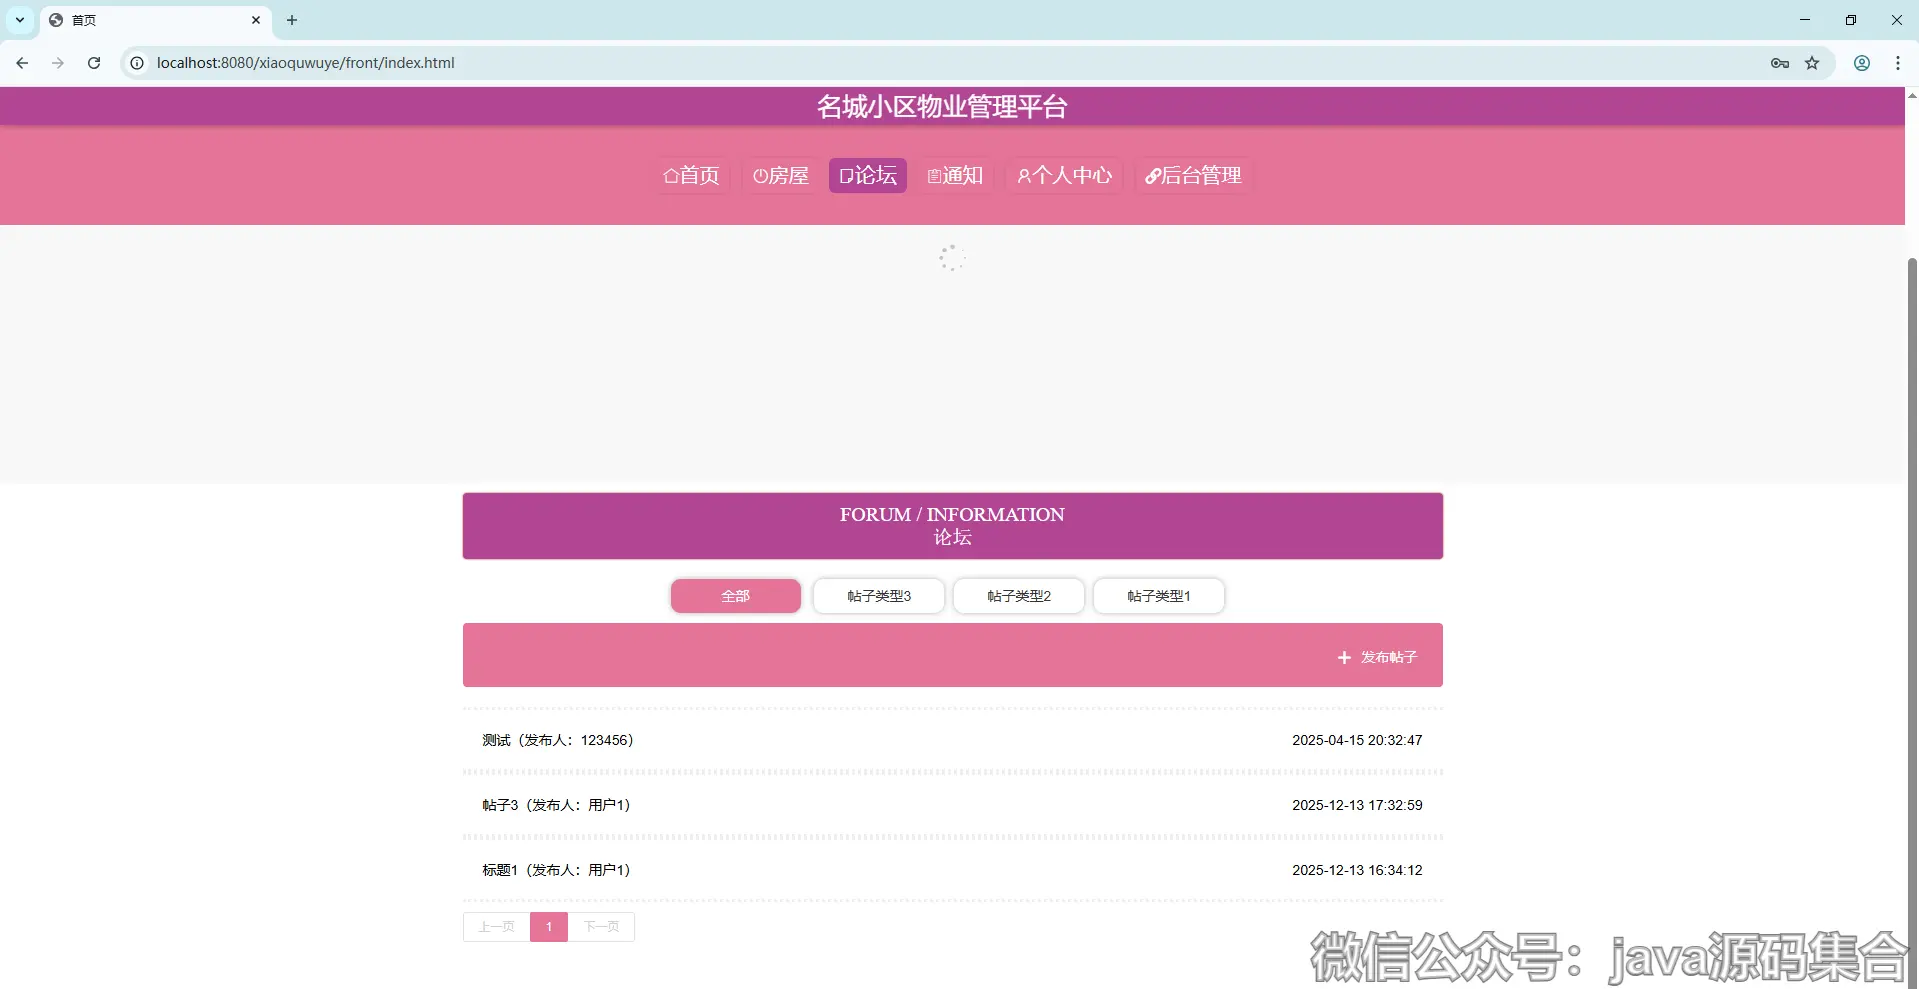 首页
localhost:8080/xiaoquwuye/front/index.html
名城小区物业管理平台
首页 房屋 论坛 通知 个人中心 后台管理
FORUM / INFORMATION
论坛
全部 帖子类型3 帖子类型2 帖子类型1
+ 发布帖子
测试（发布人：123456） 2025-04-15 20:32:47
帖子3（发布人：用户1） 2025-12-13 17:32:59
标题1（发布人：用户1） 2025-12-13 16:34:12
上一页 1 下一页
微信公众号：java源码集合